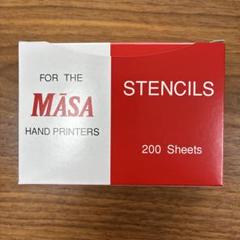 FOR THE
MĀSA
HAND PRINTERS
STENCILS
200 Sheets